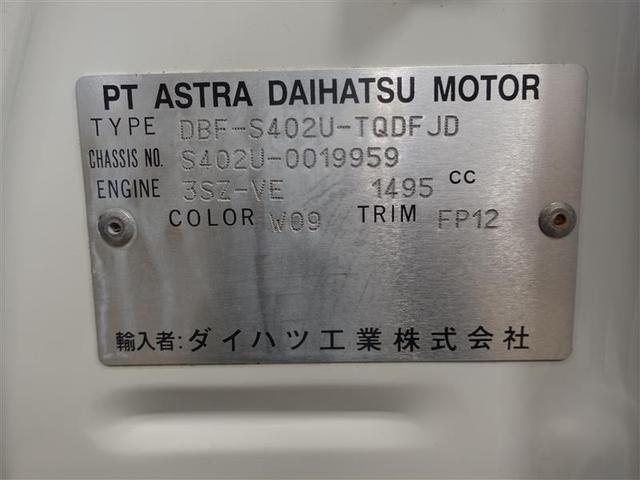 PT ASTRA DAIHATSU MOTOR
TYPE DBF-S402U-TQDFJD
CHASSIS NO. S402U-0019959
ENGINE 3SZ-VE 1495 CC
COLOR W09 TRIM FP12
輸入者:ダイハツ工業株式会社